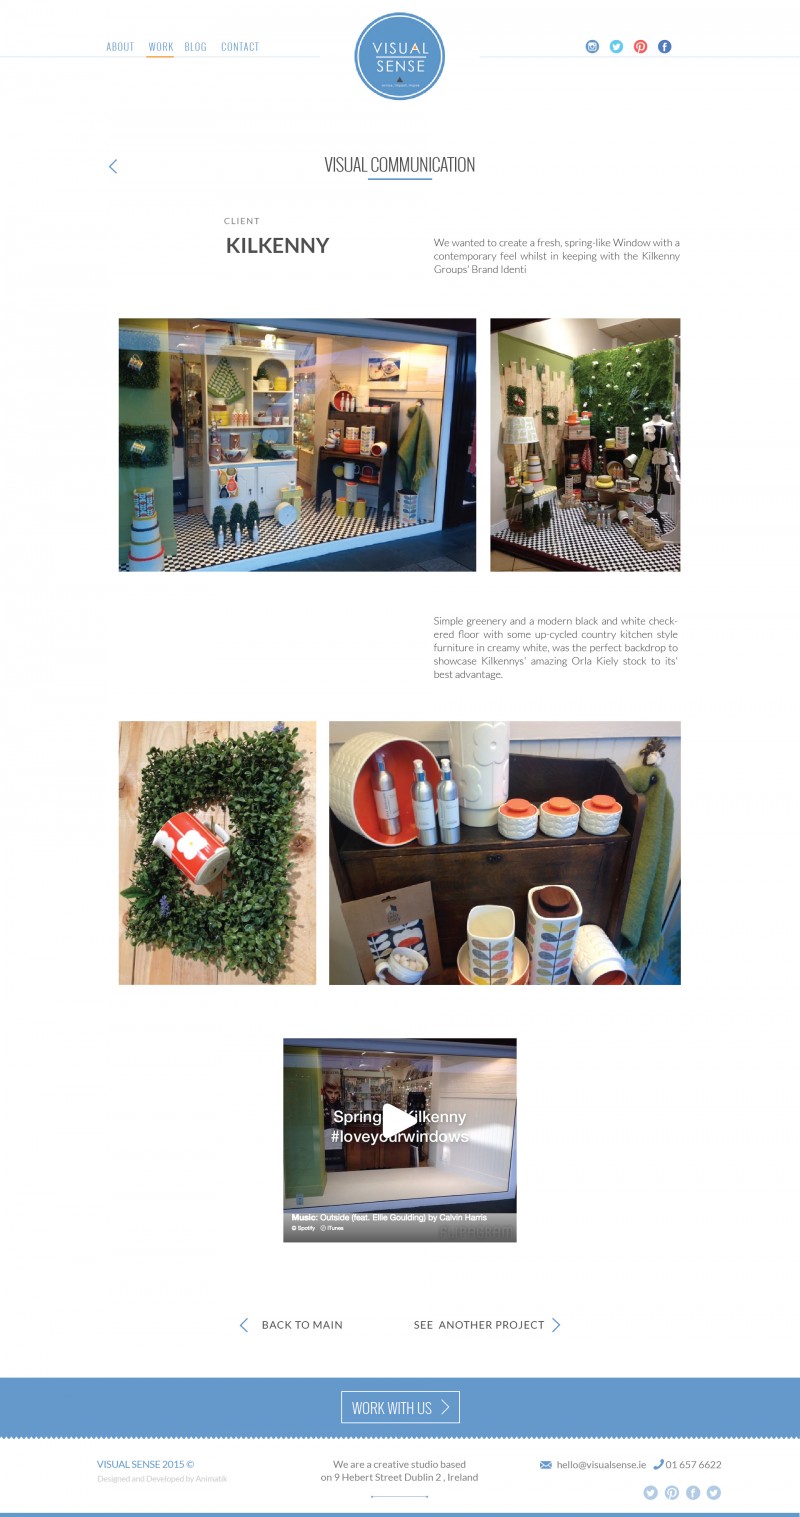 ABOUT WORK BLOG CONTACT
VISUAL
SENSE
VISUAL COMMUNICATION
CLIENT
KILKENNY
We wanted to create a fresh, spring-like Window with a
contemporary feel whilst in keeping with the Kilkenny
Groups' Brand Identi
Simple greenery and a modern black and white check-
ered floor with some up-cycled country kitchen style
furniture in creamy white, was the perfect backdrop to
showcase Kilkennys' amazing Orla Kiely stock to its'
best advantage.
Spring Kilkenny
#loveyourwindows
Music: Outside (feat. Ellie Goulding) by Calvin Harris
Spotify iTunes
BACK TO MAIN
SEE ANOTHER PROJECT
WORK WITH US
VISUAL SENSE 2015 ©
Designed and Developed by Animatik
We are a creative studio based
on 9 Hebert Street Dublin 2 , Ireland
hello@visualsense.ie 01 657 6622